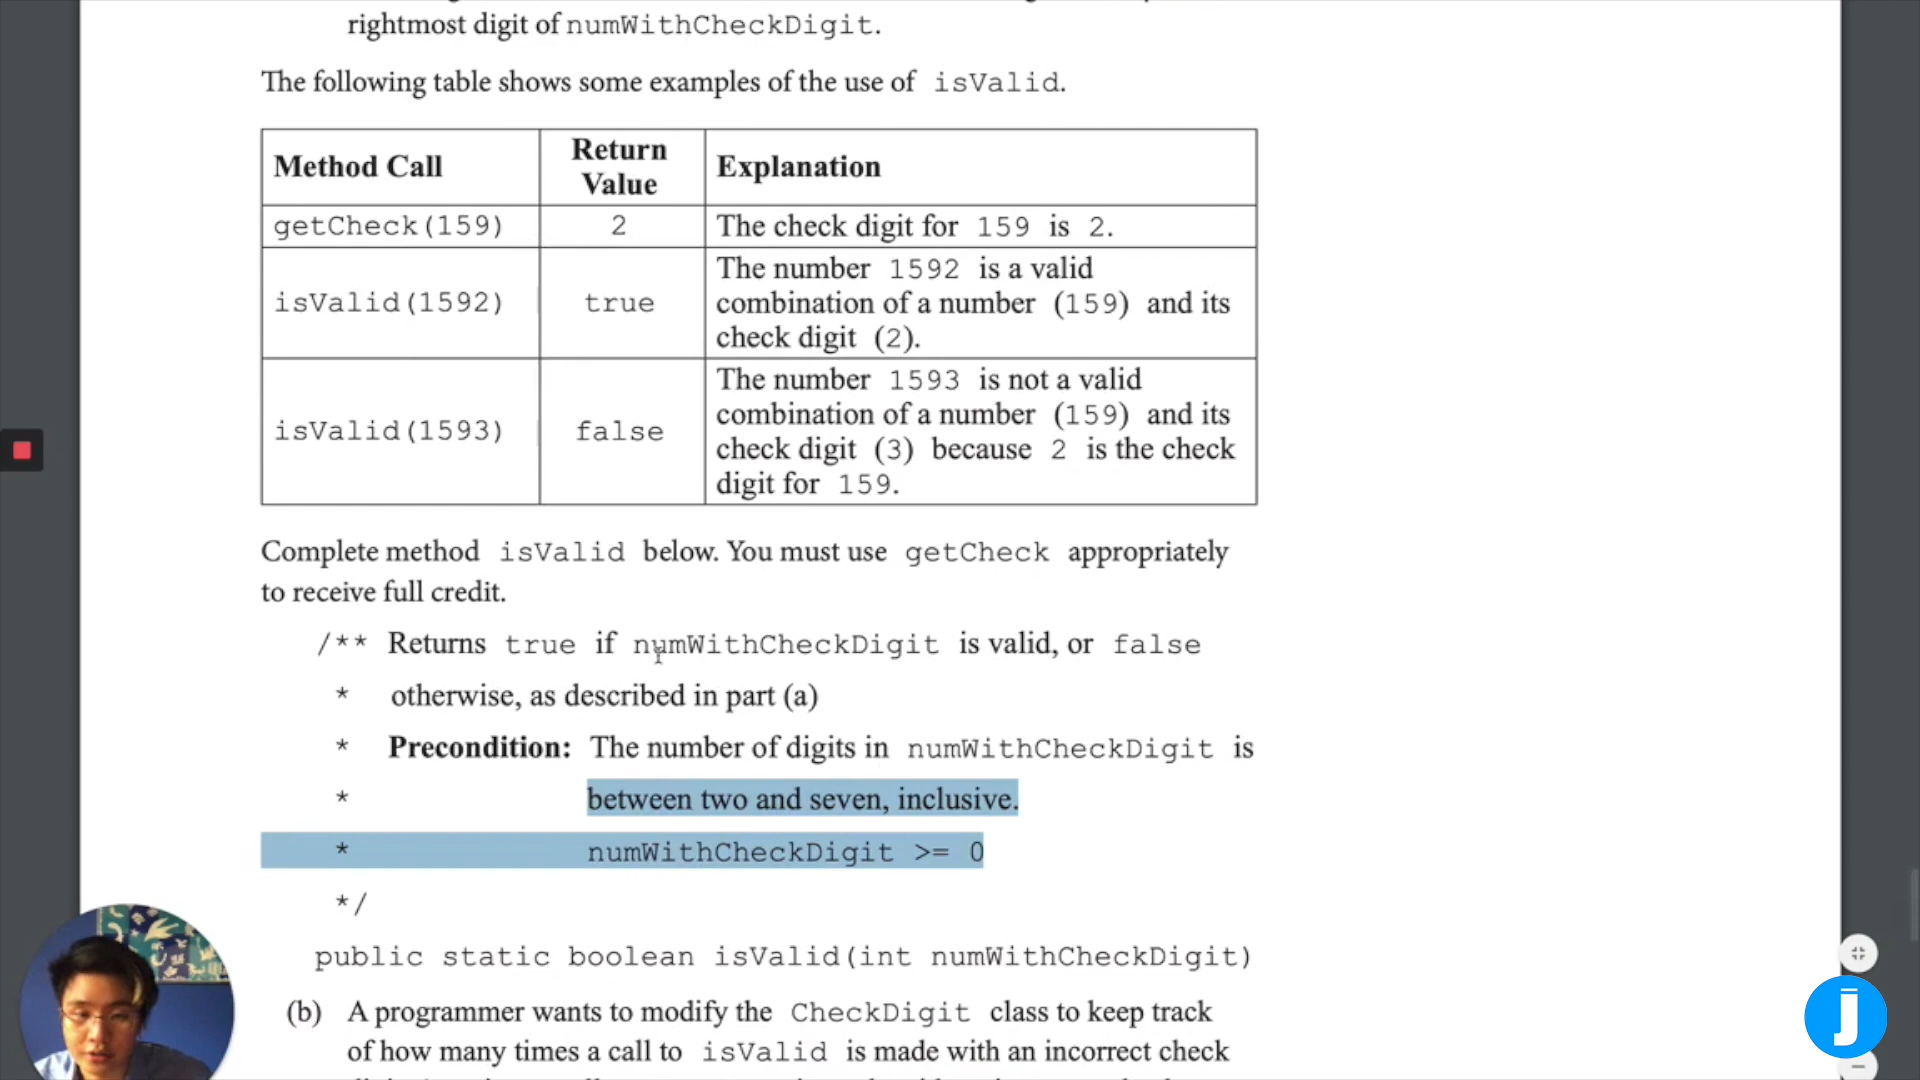 rightmost digit of numWithCheckDigit.
The following table shows some examples of the use of isValid.
Method Call
Return Value
Explanation
getCheck(159)
2
The check digit for 159 is 2.
isValid(1592)
true
The number 1592 is a valid
combination of a number (159) and its
check digit (2).
isValid(1593)
false
The number 1593 is not a valid
combination of a number (159) and its
check digit (3) because 2 is the check
digit for 159.
Complete method isValid below. You must use getCheck appropriately
to receive full credit.
/** Returns true if numWithCheckDigit is valid, or false
* otherwise, as described in part (a)
* Precondition: The number of digits in numWithCheckDigit is
* between two and seven, inclusive.
* numWithCheckDigit >= 0
*/
public static boolean isValid(int numWithCheckDigit)
(b) A programmer wants to modify the CheckDigit class to keep track
of how many times a call to isValid is made with an incorrect check
J